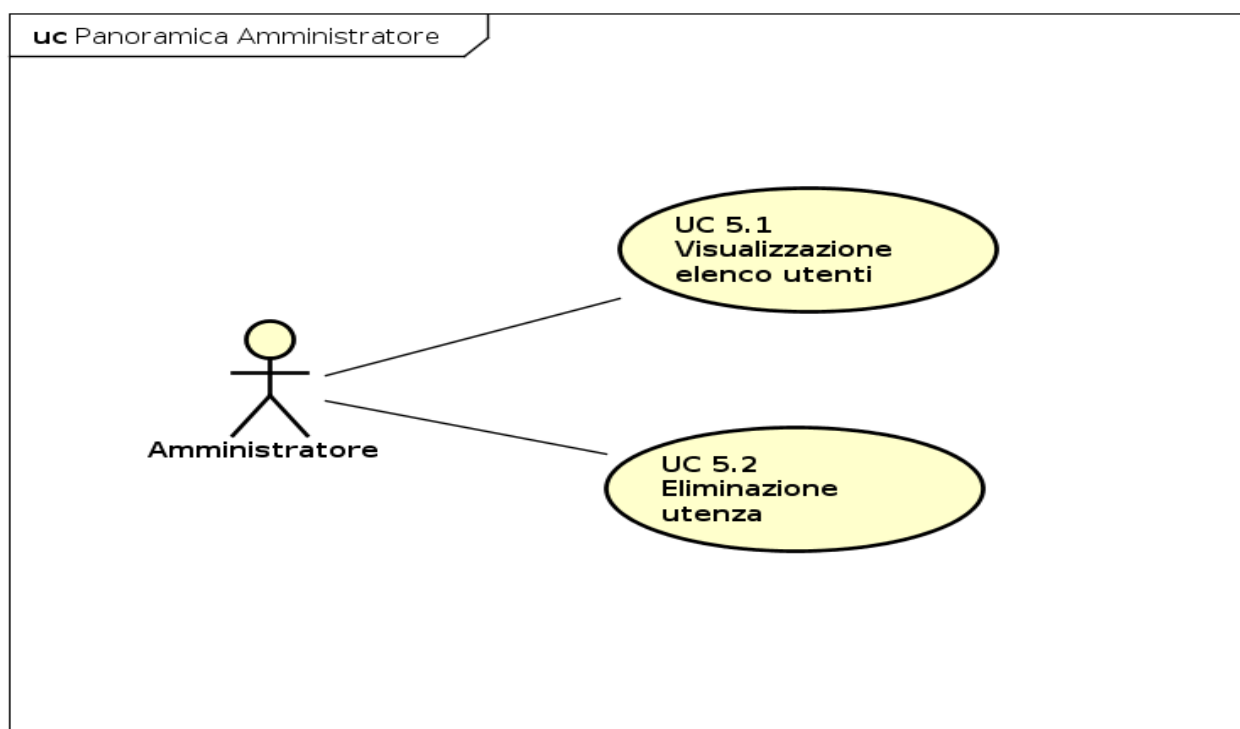 uc Panoramica Amministratore
UC 5.1
Visualizzazione
elenco utenti
Amministratore
UC 5.2
Eliminazione
utenza